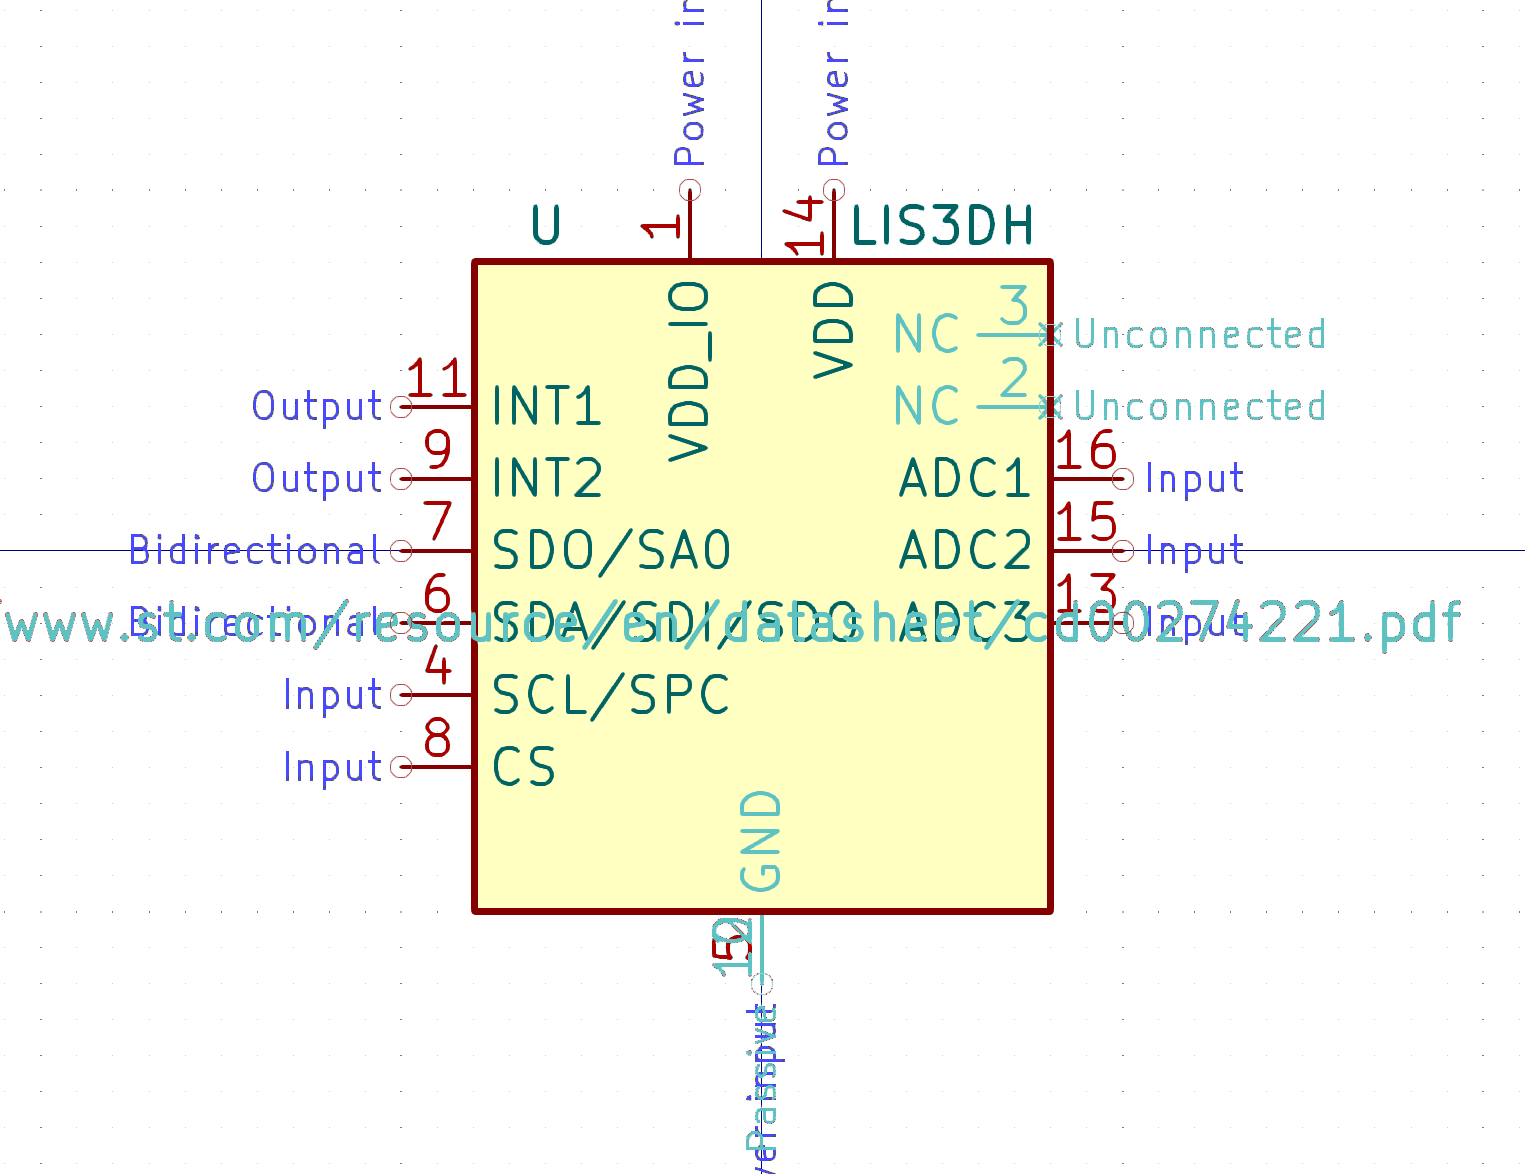 Power in
Power in
U
1
14
LIS3DH
VDD_IO
VDD
NC 3 Unconnected
NC 2 Unconnected
Output 11 INT1
Output 9 INT2
16 ADC1 Input
Bidirectional 7 SDO/SA0
ADC2 15 Input
Bidirectional 6 SDA/SDI/SDO
ADC3 13 Input
www.st.com/resource/en/datasheet/cd00274221.pdf
Input 4 SCL/SPC
Input 8 CS
GND
5
Passive
input